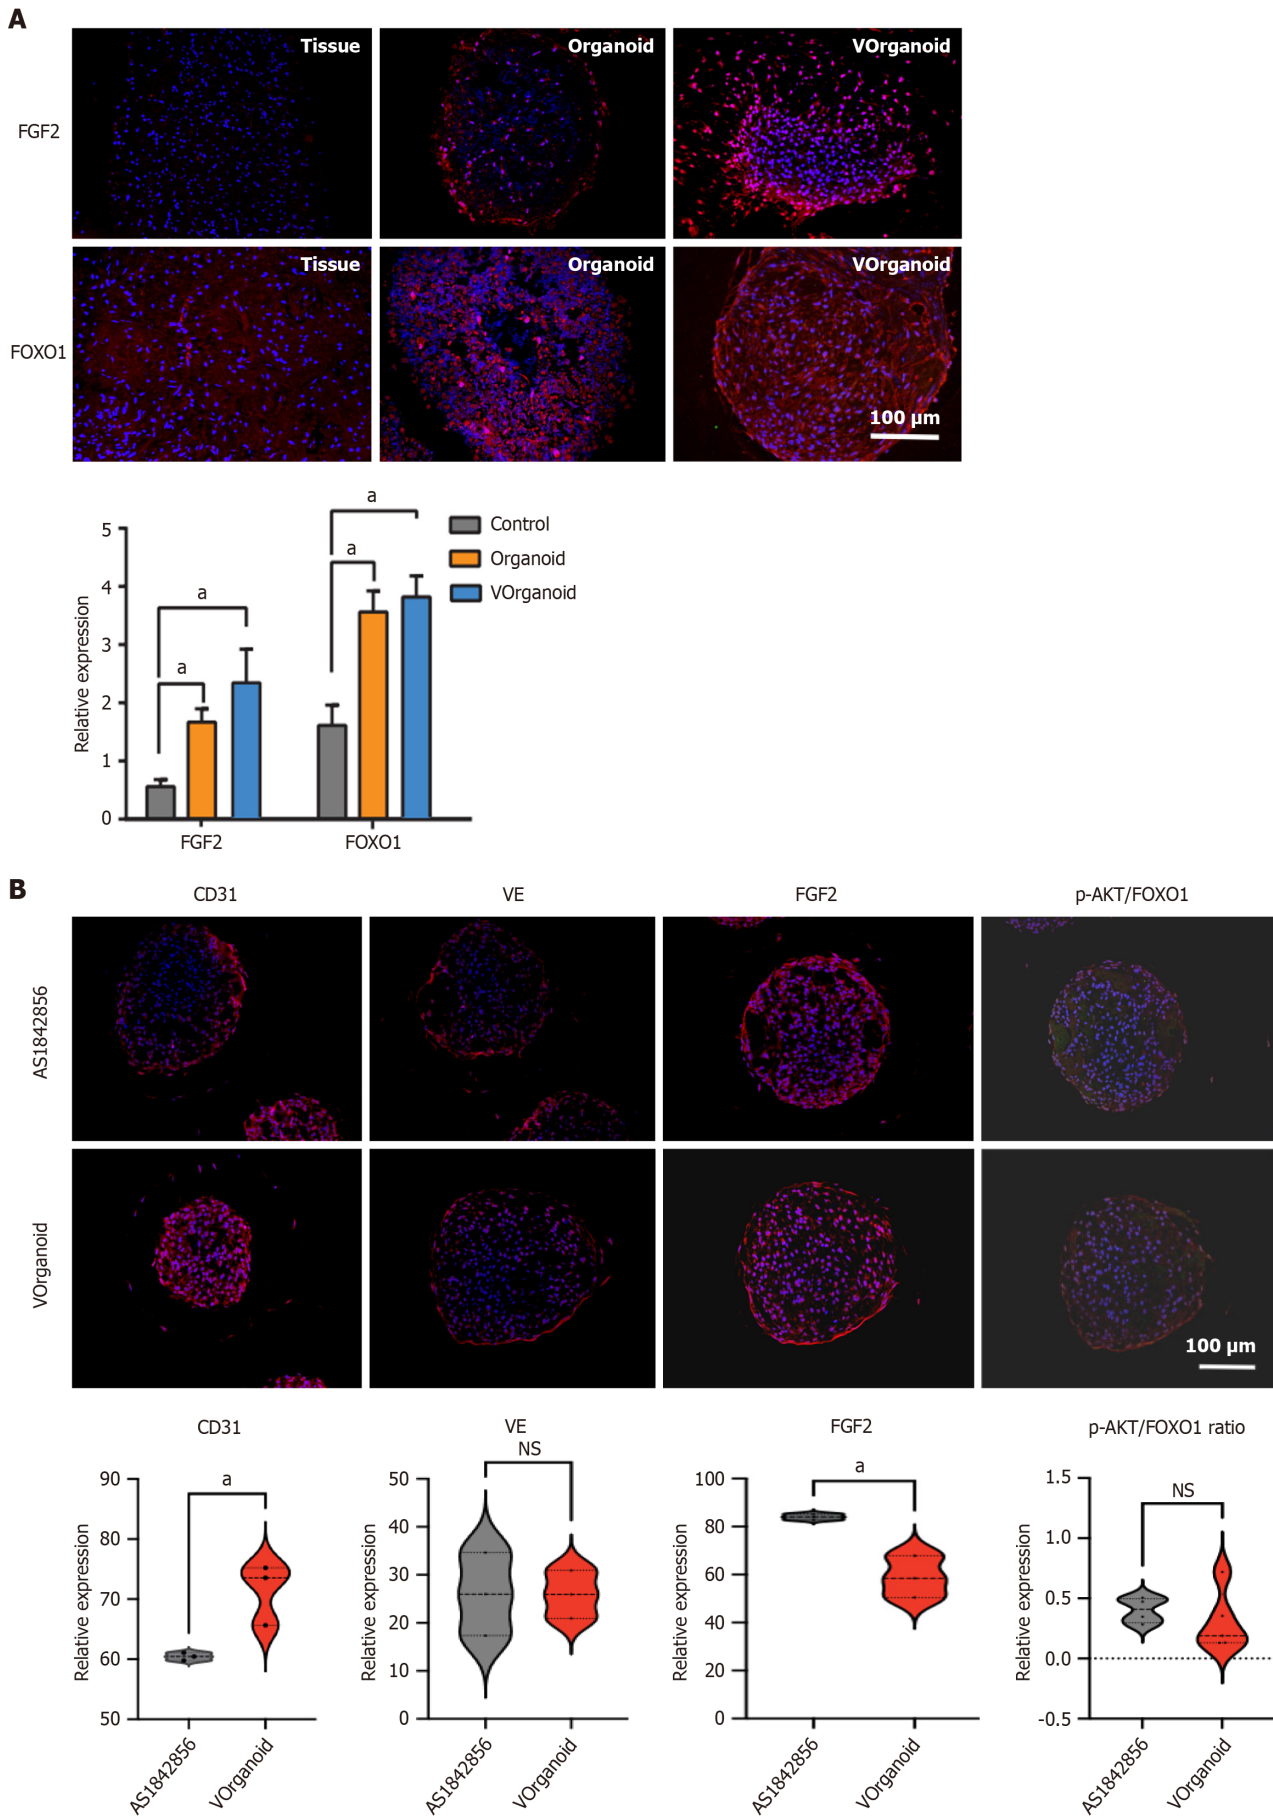 A
Tissue
Organoid
VOrganoid
FGF2
Tissue
Organoid
VOrganoid
FOXO1
100 µm
a
a
a
a
Control
Organoid
VOrganoid
Relative expression
5
4
3
2
1
0
FGF2
FOXO1
B
CD31
VE
FGF2
p-AKT/FOXO1
AS1842856
VOrganoid
100 µm
CD31
a
Relative expression
90
80
70
60
50
AS1842856
VOrganoid
VE
NS
Relative expression
50
40
30
20
10
0
AS1842856
VOrganoid
FGF2
a
Relative expression
100
80
60
40
20
0
AS1842856
VOrganoid
p-AKT/FOXO1 ratio
NS
Relative expression
1.5
1.0
0.5
0.0
-0.5
AS1842856
VOrganoid